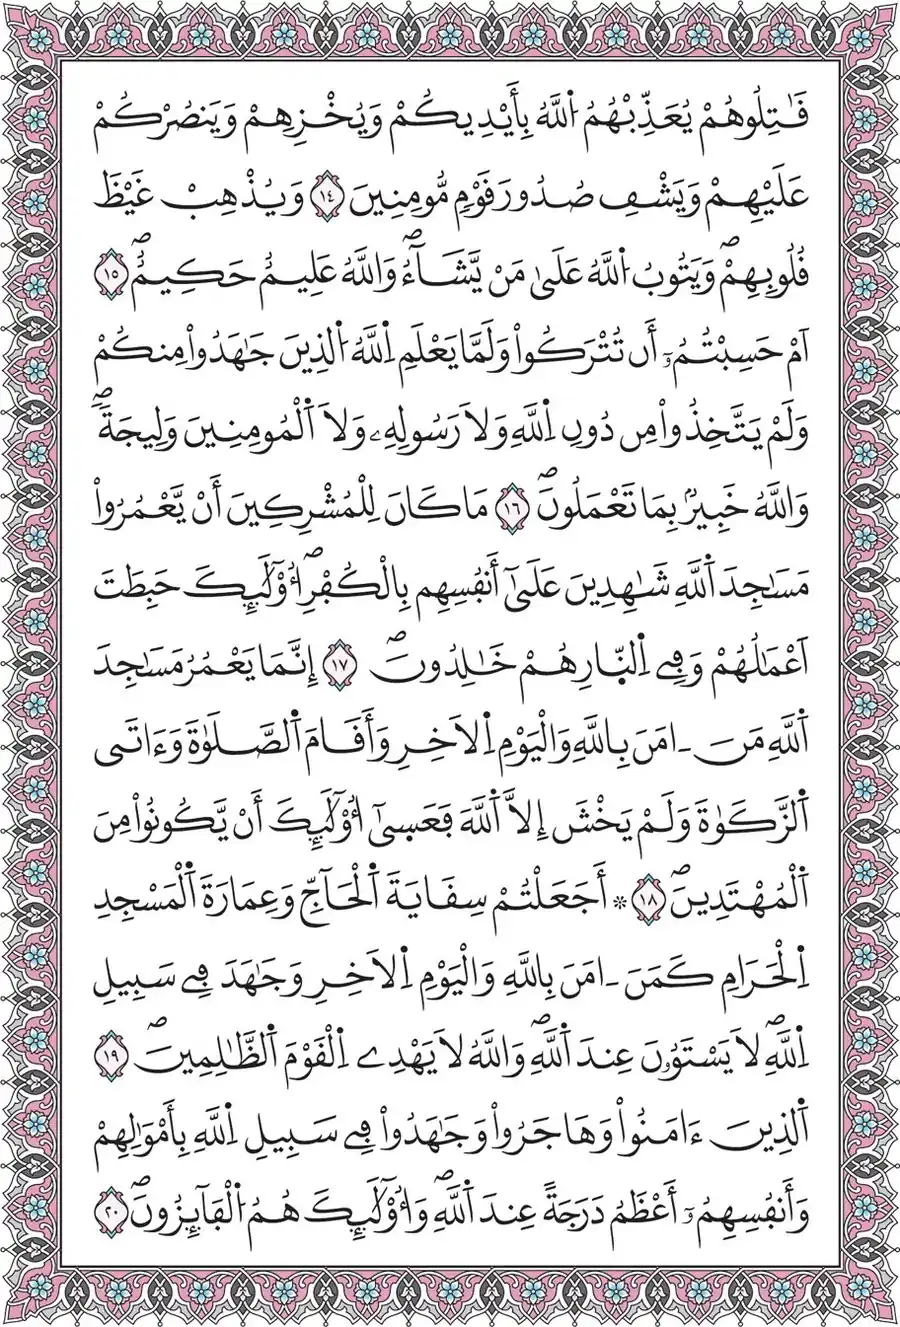 قَٰتِلُوهُمْ يُعَذِّبْهُمُ اُ۬للَّهُ بِأَيْدِيكُمْ وَيُخْزِهِمْ وَيَنصُرْكُمْ
عَلَيْهِمْ وَيَشْفِ صُدُورَ قَوْمٖ مُّومِنِينَ ١٤ وَيُذْهِبْ غَيْظَ
قُلُوبِهِمْۖ وَيَتُوبُ اُ۬للَّهُ عَلَىٰ مَنْ يَّشَآءُۖ وَاللَّهُ عَلِيمٌ حَكِيمٌۖ ١٥
اَمْ حَسِبْتُمُۥٓ أَن تُتْرَكُواْ وَلَمَّا يَعْلَمِ اِ۬للَّهُ اُ۬لذِينَ جَٰهَدُواْ مِنكُمْ
وَلَمْ يَتَّخِذُواْ مِن دُونِ اِ۬للَّهِ وَلَا رَسُولِهِۦ وَلَا اَ۬لْمُومِنِينَ وَلِيجَةٗۖ
وَاللَّهُ خَبِيرُۢ بِمَا تَعْمَلُونَۖ ١٦ مَا كَانَ لِلْمُشْرِكِينَ أَنْ يَّعْمُرُواْ
مَسَٰجِدَ اَ۬للَّهِ شَٰهِدِينَ عَلَىٰٓ أَنفُسِهِم بِالْكُفْرِۖ أُوْلَٰٓئِكَ حَبِطَتَ
اَعْمَٰلُهُمْ وَفِے اِ۬لنّ۪ارِ هُمْ خَٰلِدُونَۖ ١٧ إِنَّمَا يَعْمُرُ مَسَٰجِدَ
اَ۬للَّهِ مَنَ ـ امَنَ بِاللَّهِ وَالْيَوْمِ اِ۬لَاخِرِ وَأَقَامَ اَ۬لصَّلَوٰةَ وَءَاتَى
اَ۬لزَّكَوٰةَ وَلَمْ يَخْشَ إِلَّا اَ۬للَّهَ فَعَس۪ىٰٓ أُوْلَٰٓئِكَ أَنْ يَّكُونُواْ مِنَ
اَ۬لْمُهْتَدِينَۖ ١٨ ۞ أَجَعَلْتُمْ سِقَايَةَ اَ۬لْحَآجِّ وَعِمَارَةَ اَ۬لْمَسْجِدِ
اِ۬لْحَرَامِ كَمَنَ ـ امَنَ بِاللَّهِ وَالْيَوْمِ اِ۬لَاخِرِ وَجَٰهَدَ فِے سَبِيلِ
اِ۬للَّهِۖ لَا يَسْتَوُۥنَ عِندَ اَ۬للَّهِۖ وَاللَّهُ لَا يَهْدِے اِ۬لْقَوْمَ اَ۬لظَّٰلِمِينَۖ ١٩
اَ۬لذِينَ ءَامَنُواْ وَهَاجَرُواْ وَجَٰهَدُواْ فِے سَبِيلِ اِ۬للَّهِ بِأَمْوَٰلِهِمْ
وَأَنفُسِهِمُۥٓ أَعْظَمُ دَرَجَةً عِندَ اَ۬للَّهِۖ وَأُوْلَٰٓئِكَ هُمُ اُ۬لْفَآئِزُونَۖ ٢٠